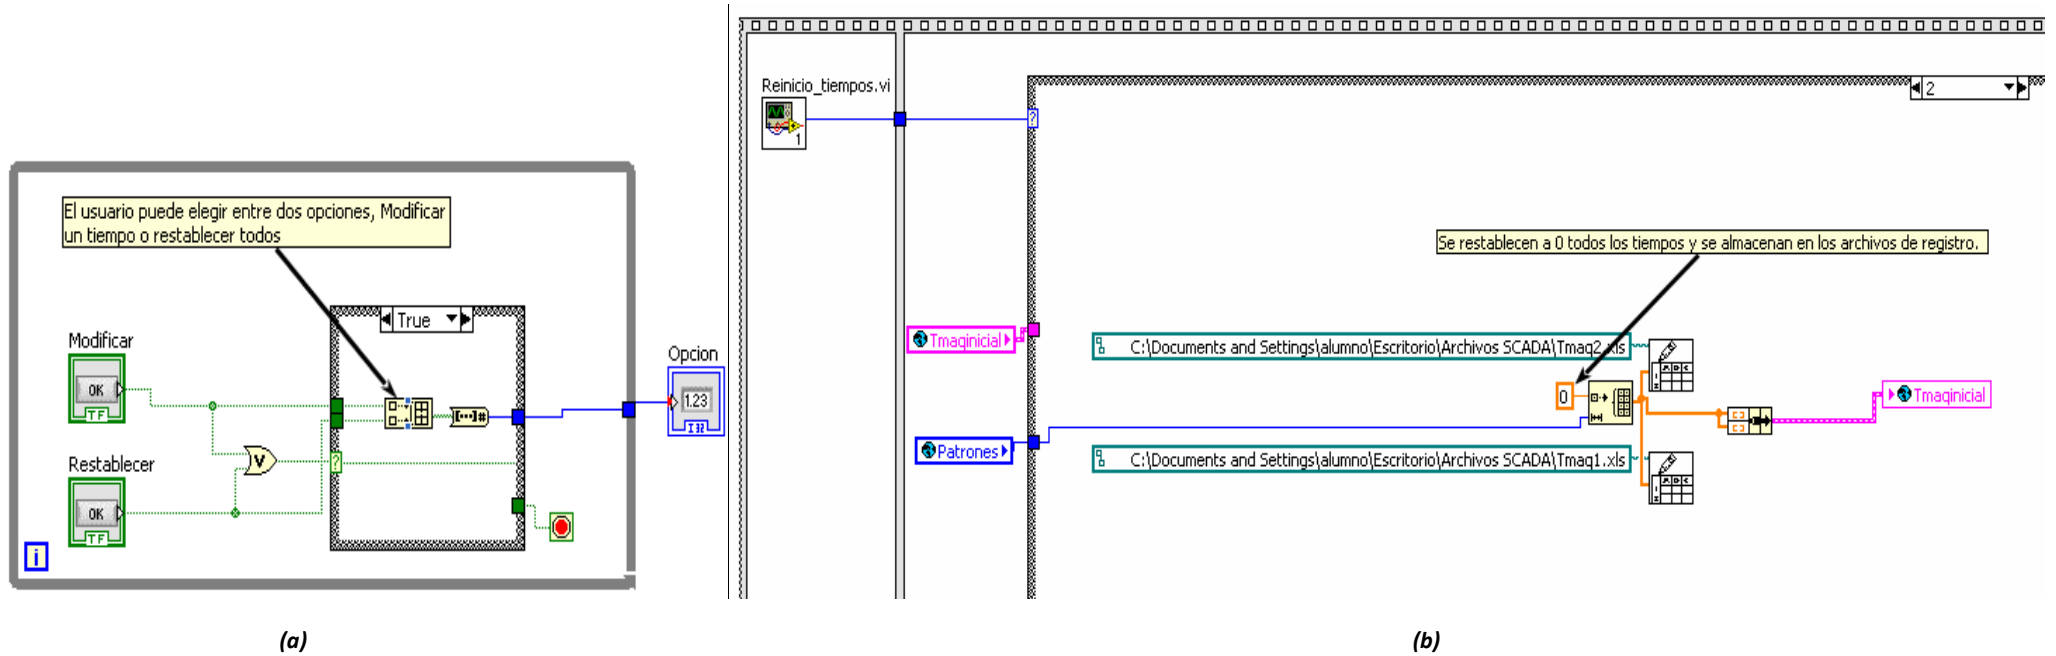 El usuario puede elegir entre dos opciones, Modificar
un tiempo o restablecer todos
True
Modificar
OK
TF
Restablecer
OK
TF
i
?
V
[...]#
Opcion
1.23
I32
(a)
Reinicio_tiempos.vi
1
?
2
Se restablecen a 0 todos los tiempos y se almacenan en los archivos de registro.
Tmaqinicial
C:\Documents and Settings\alumno\Escritorio\Archivos SCADA\Tmaq2.xls
0
Tmaqinicial
Patrones
C:\Documents and Settings\alumno\Escritorio\Archivos SCADA\Tmaq1.xls
(b)